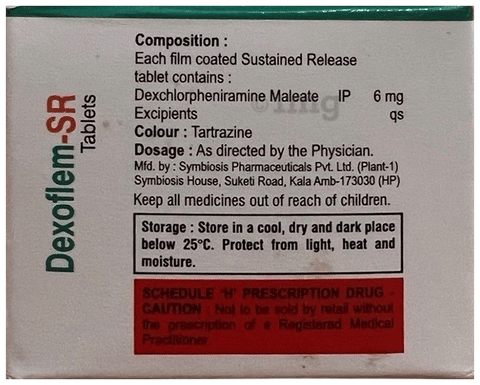 Dexoflem-SR
Tablets
Composition :
Each film coated Sustained Release
tablet contains :
Dexchlorpheniramine Maleate IP 6 mg
Excipients qs
Colour : Tartrazine
Dosage : As directed by the Physician.
Mfd. by : Symbiosis Pharmaceuticals Pvt. Ltd. (Plant-1)
Symbiosis House, Suketi Road, Kala Amb-173030 (HP)
Keep all medicines out of reach of children.
Storage : Store in a cool, dry and dark place
below 25°C. Protect from light, heat and
moisture.
SCHEDULE 'H' PRESCRIPTION DRUG -
CAUTION : Not to be sold by retail without
the prescription of a Registered Medical
Practitioner